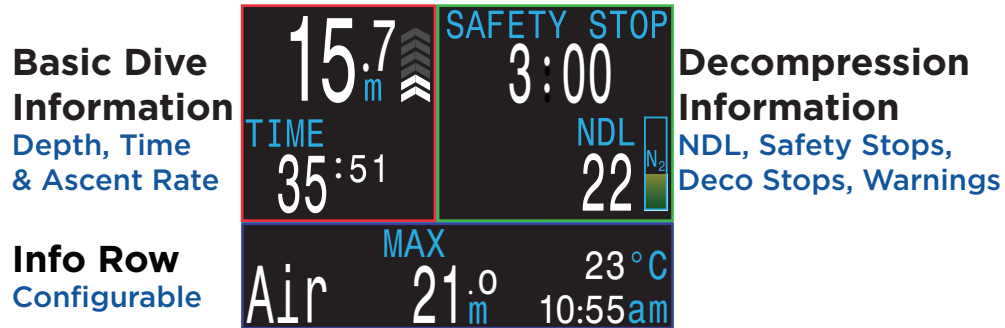 Basic Dive
Information
Depth, Time
& Ascent Rate
15.7
m
TIME
35:51
SAFETY STOP
3:00
NDL
22
N2
Decompression
Information
NDL, Safety Stops,
Deco Stops, Warnings
Info Row
Configurable
Air
MAX
21.0
m
23°C
10:55am